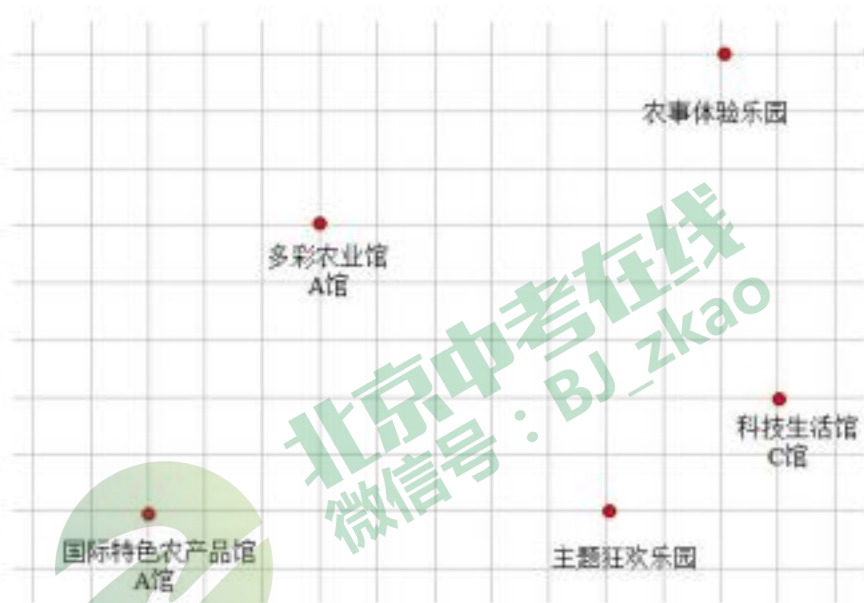 农事体验乐园
多彩农业馆
A馆
北京中考在线
微信号：BJ_zkao
科技生活馆
C馆
国际特色农产品馆
A馆
主题狂欢乐园